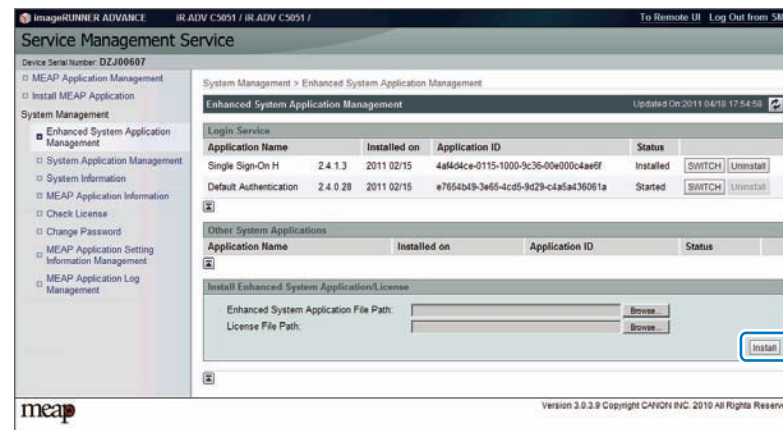 imageRUNNER ADVANCE iR-ADV C5051 / iR-ADV C5051 / To Remote UI Log Out from SM
Service Management Service
Device Serial Number: DZJ00607
MEAP Application Management
Install MEAP Application
System Management
Enhanced System Application
Management
System Application Management
System Information
MEAP Application Information
Check License
Change Password
MEAP Application Setting
Information Management
MEAP Application Log
Management
System Management > Enhanced System Application Management
Enhanced System Application Management Updated On:2011 04/18 17:54:58
Login Service
Application Name Installed on Application ID Status
Single Sign-On H 2.4.1.3 2011 02/15 4af4d4ce-0115-1000-9c36-00e000c4ae6f Installed SWITCH Uninstall
Default Authentication 2.4.0.28 2011 02/15 e7654b49-3e65-4cd5-9d29-c4a5a436061a Started SWITCH Uninstall
Other System Applications
Application Name Installed on Application ID Status
Install Enhanced System Application/License
Enhanced System Application File Path: Browse...
License File Path: Browse...
Install
meap Version 3.0.3.9 Copyright CANON INC. 2010 All Rights Reserve